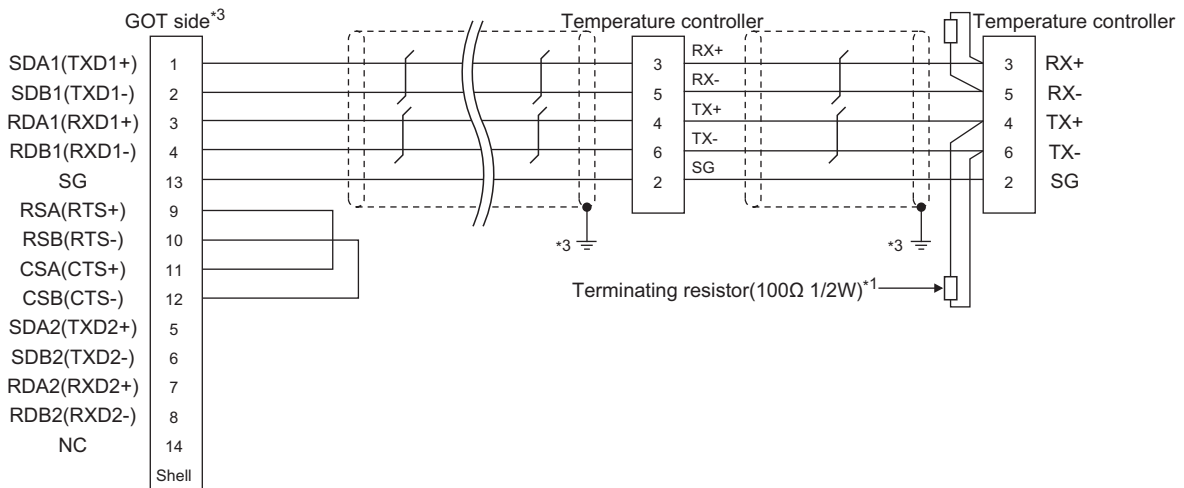 GOT side*3
Temperature controller
Temperature controller
SDA1(TXD1+) 1 3 RX+ 3 RX+
SDB1(TXD1-) 2 5 RX- 5 RX-
RDA1(RXD1+) 3 4 TX+ 4 TX+
RDB1(RXD1-) 4 6 TX- 6 TX-
SG 13 2 SG 2 SG
RSA(RTS+) 9
RSB(RTS-) 10
*3 *3
CSA(CTS+) 11
CSB(CTS-) 12
Terminating resistor(100Ω 1/2W)*1
SDA2(TXD2+) 5
SDB2(TXD2-) 6
RDA2(RXD2+) 7
RDB2(RXD2-) 8
NC 14
Shell